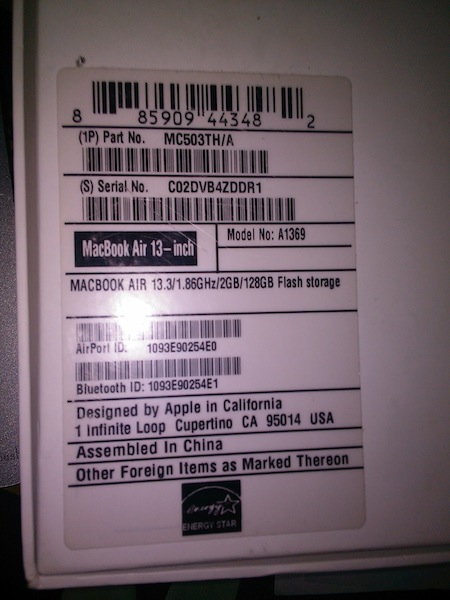 8 85909 44348 2
(1P) Part No. MC503TH/A
(S) Serial No. C02DVB4ZDDR1
MacBook Air 13-inch
Model No: A1369
MACBOOK AIR 13.3/1.86GHz/2GB/128GB Flash storage
AirPort ID: 1093E90254E0
Bluetooth ID: 1093E90254E1
Designed by Apple in California
1 Infinite Loop Cupertino CA 95014 USA
Assembled In China
Other Foreign Items as Marked Thereon
energy
ENERGY STAR